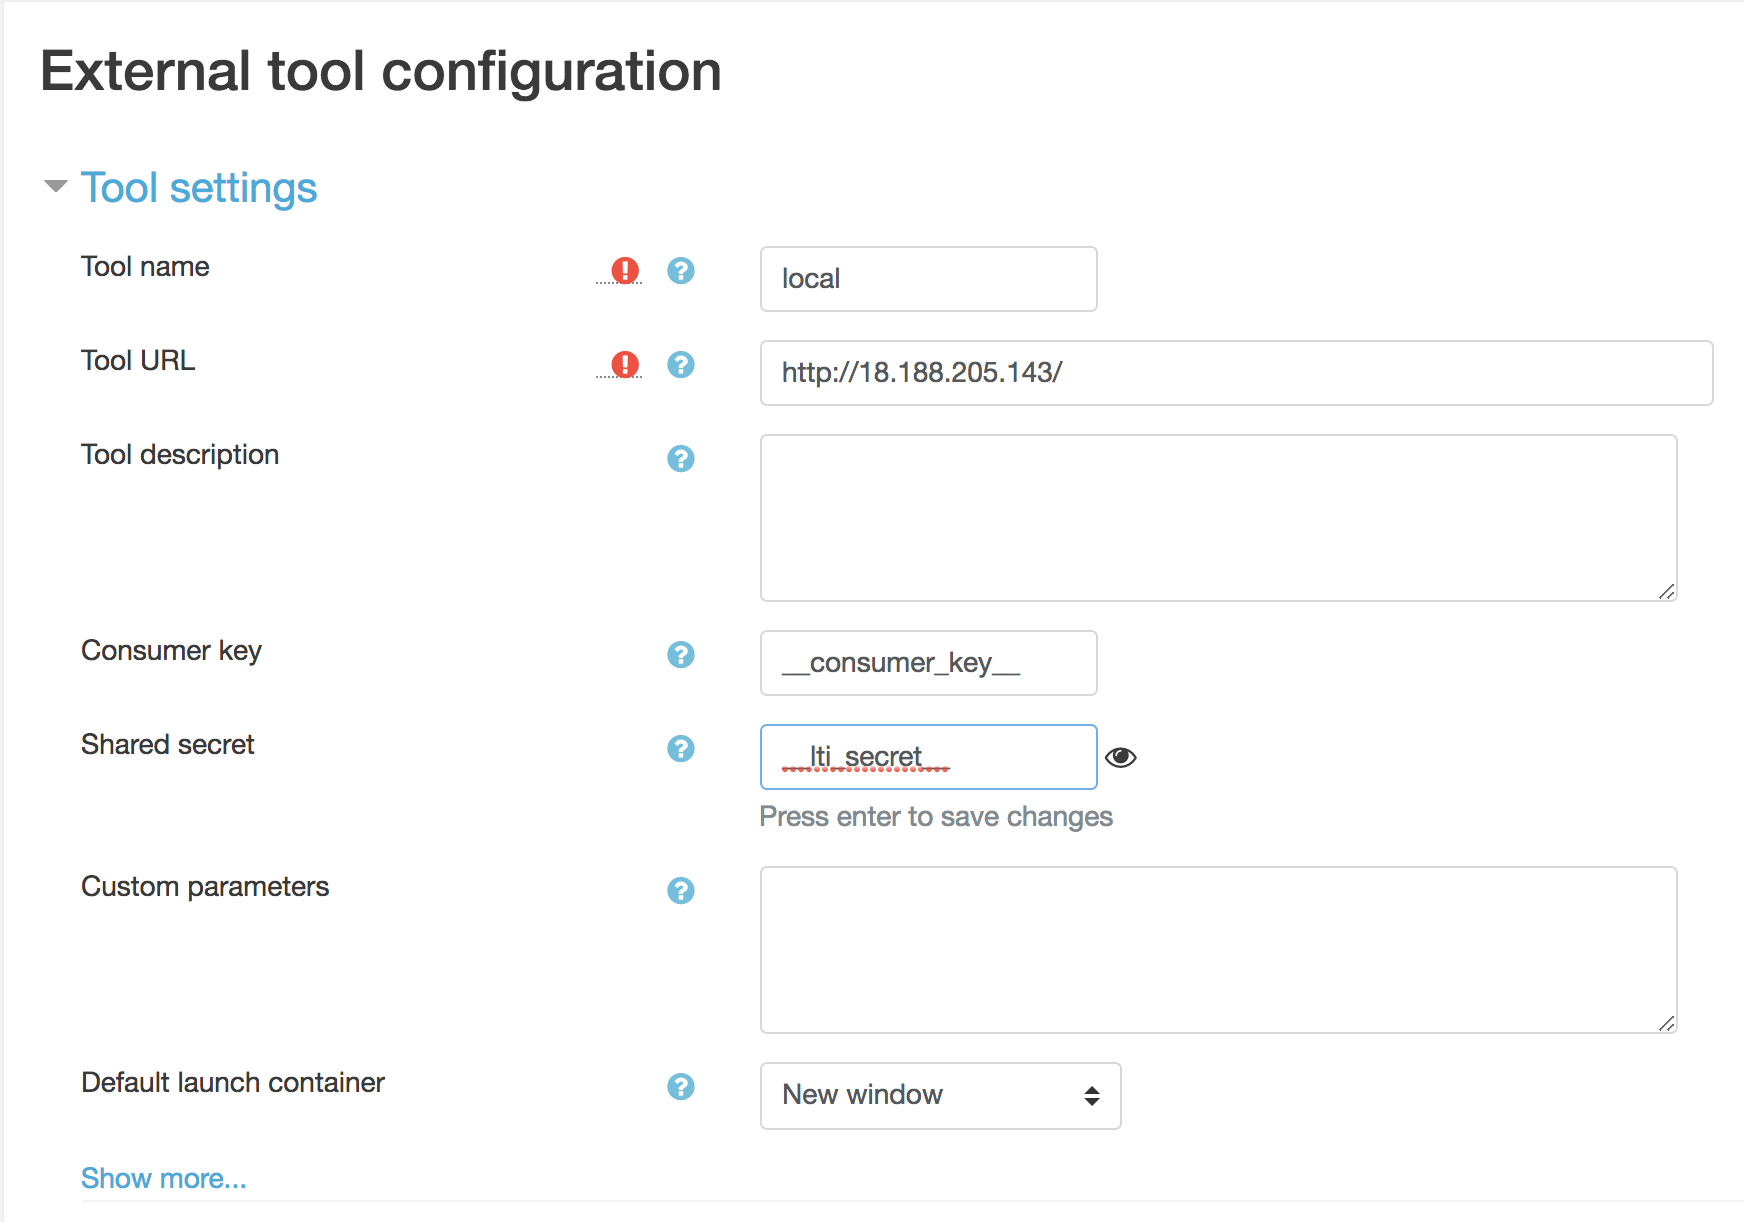 External tool configuration
Tool settings
Tool name
local
Tool URL
http://18.188.205.143/
Tool description
Consumer key
__consumer_key__
Shared secret
__lti_secret__
Press enter to save changes
Custom parameters
Default launch container
New window
Show more...